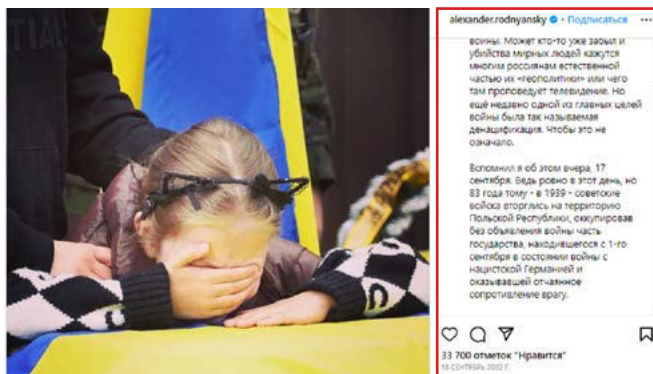 alexander.rodnyansky • Подписаться
войны. Может кто-то уже забыл и
убийства мирных людей кажутся
многим россиянам естественной
частью их «геополитики» или чего
там проповедует телевидение. Но
ещё недавно одной из главных целей
войны была так называемая
денацификация. Чтобы это не
означало.
Вспомнил я об этом вчера, 17
сентября. Ведь ровно в этот день, но
83 года тому - в 1939 - советские
войска вторглись на территорию
Польской Республики, оккупировав
без объявления войны часть
государства, находившегося с 1-го
сентября в состоянии войны с
нацистской Германией и
оказывавшей отчаянное
сопротивление врагу.
33 700 отметок "Нравится"
18 СЕНТЯБРЬ 2022 Г.